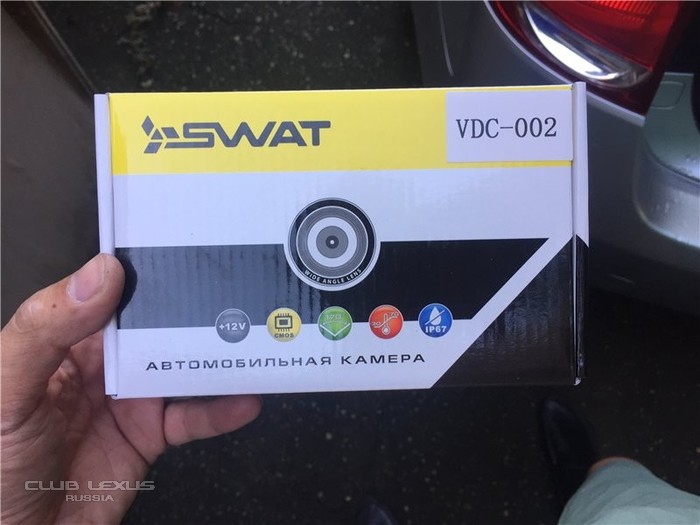 SWAT
VDC-002
WIDE ANGLE LENS
+12V
CMOS
IP67
АВТОМОБИЛЬНАЯ КАМЕРА
CLUB LEXUS
RUSSIA